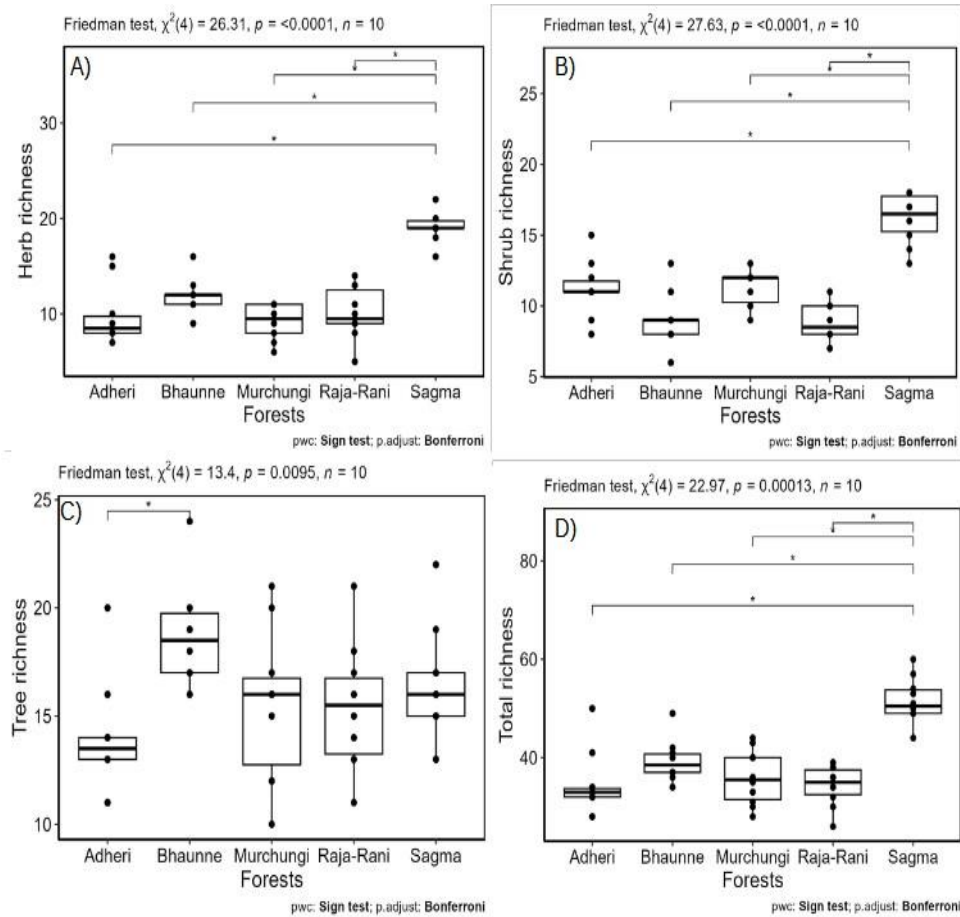 Friedman test, χ²(4) = 26.31, p = <0.0001, n = 10
A)
*
*
*
*
Herb richness
30
20
10
Adheri Bhaunne Murchungi Raja-Rani Sagma
Forests
pwc: Sign test; p.adjust: Bonferroni
Friedman test, χ²(4) = 27.63, p = <0.0001, n = 10
B)
*
*
*
*
Shrub richness
25
20
15
10
5
Adheri Bhaunne Murchungi Raja-Rani Sagma
Forests
pwc: Sign test; p.adjust: Bonferroni
Friedman test, χ²(4) = 13.4, p = 0.0095, n = 10
C)
*
Tree richness
25
20
15
10
Adheri Bhaunne Murchungi Raja-Rani Sagma
Forests
pwc: Sign test; p.adjust: Bonferroni
Friedman test, χ²(4) = 22.97, p = 0.00013, n = 10
D)
*
*
*
*
Total richness
80
60
40
Adheri Bhaunne Murchungi Raja-Rani Sagma
Forests
pwc: Sign test; p.adjust: Bonferroni